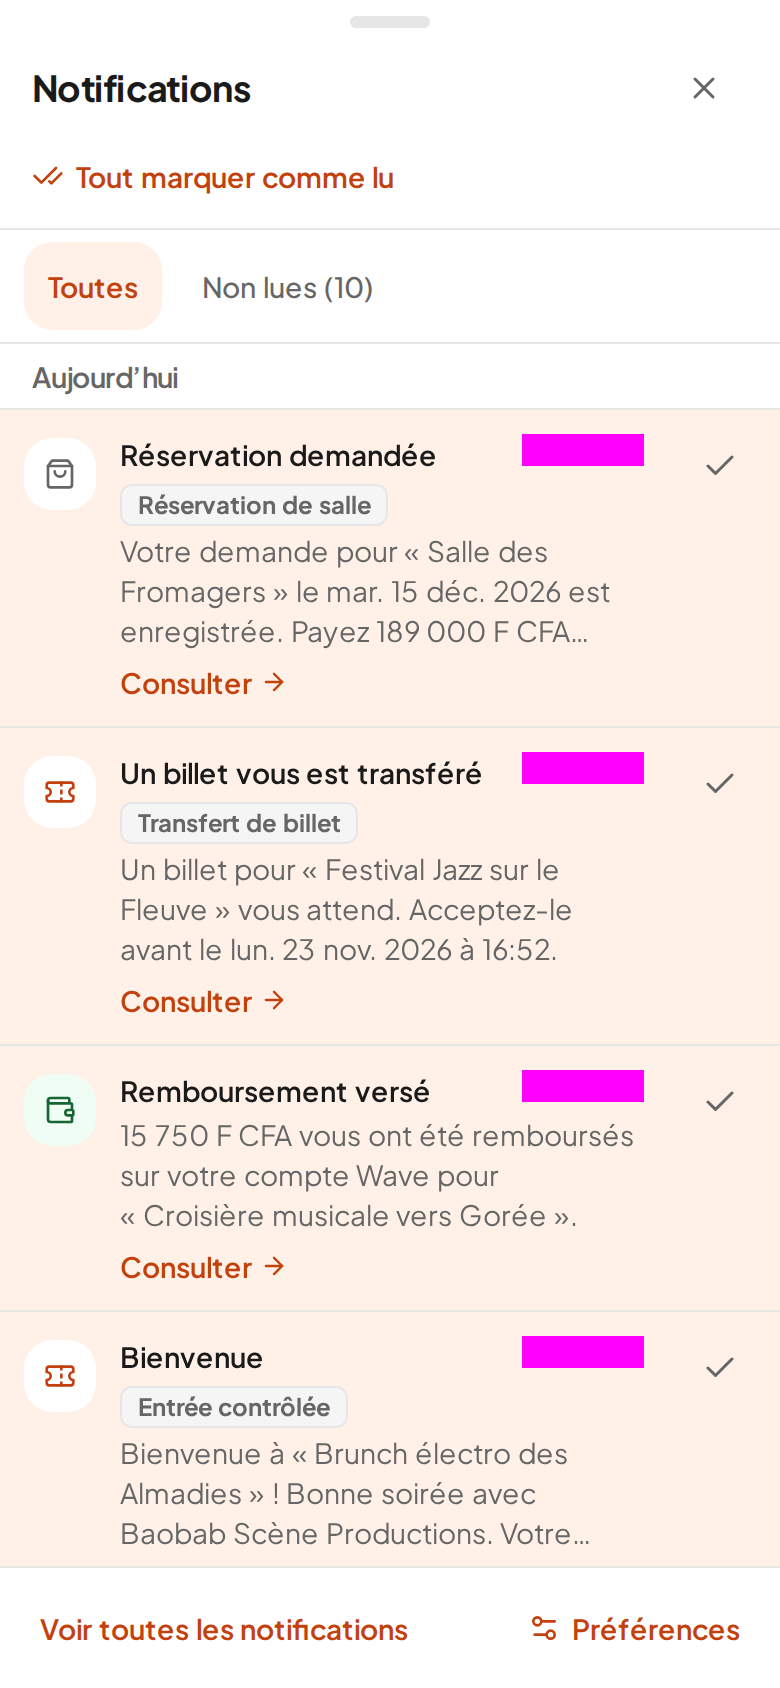 Notifications
Tout marquer comme lu
Toutes
Non lues (10)
Aujourd’hui
Réservation demandée
Réservation de salle
Votre demande pour « Salle des
Fromagers » le mar. 15 déc. 2026 est
enregistrée. Payez 189 000 F CFA…
Consulter
Un billet vous est transféré
Transfert de billet
Un billet pour « Festival Jazz sur le
Fleuve » vous attend. Acceptez-le
avant le lun. 23 nov. 2026 à 16:52.
Consulter
Remboursement versé
15 750 F CFA vous ont été remboursés
sur votre compte Wave pour
« Croisière musicale vers Gorée ».
Consulter
Bienvenue
Entrée contrôlée
Bienvenue à « Brunch électro des
Almadies » ! Bonne soirée avec
Baobab Scène Productions. Votre…
Voir toutes les notifications
Préférences